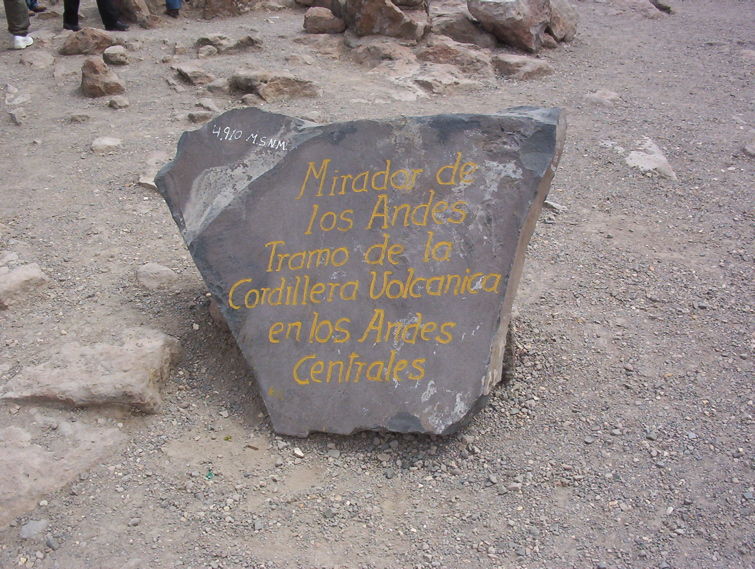 4,910 M.S.N.M.
Mirador de
los Andes
Tramo de la
Cordillera Volcanica
en los Andes
Centrales